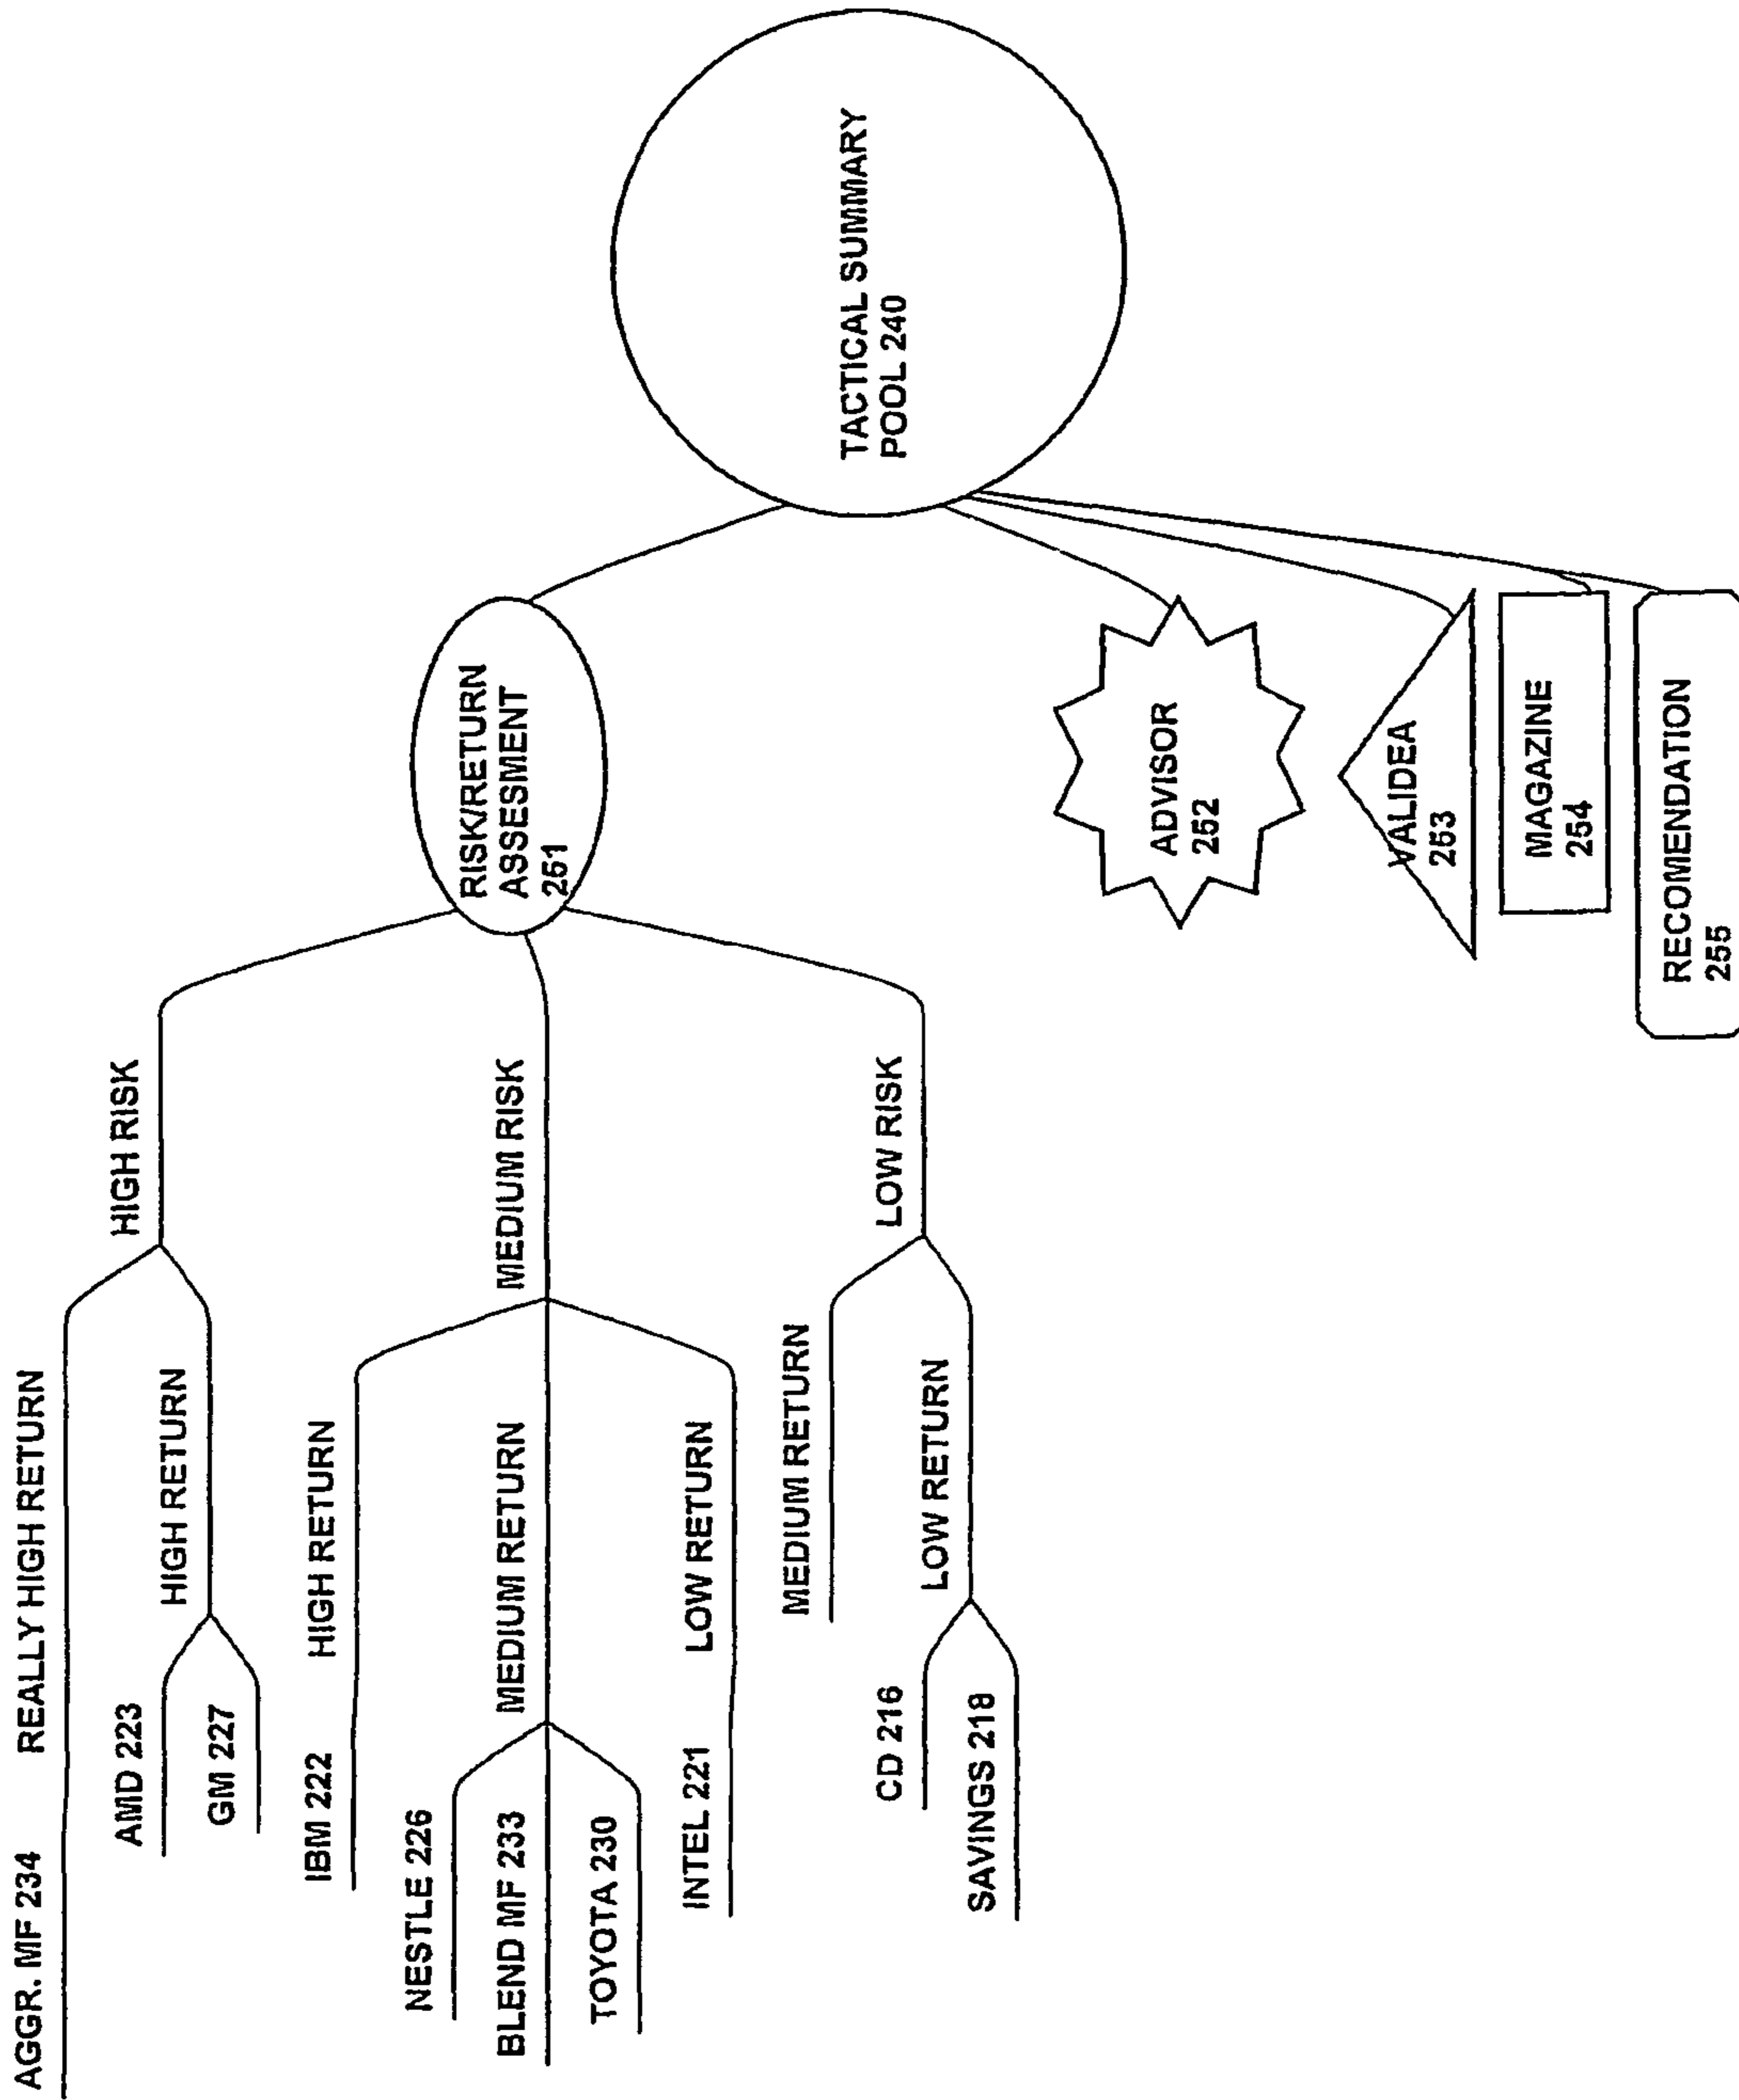 AGGR. MF 234
REALLY HIGH RETURN
AMD 223
GM 227
HIGH RETURN
HIGH RISK
IBM 222
HIGH RETURN
NESTLE 226
BLEND MF 233
TOYOTA 230
MEDIUM RETURN
MEDIUM RISK
INTEL 221
LOW RETURN
MEDIUM RETURN
CD 216
SAVINGS 218
LOW RETURN
LOW RISK
RISK/RETURN
ASSESMENT
251
TACTICAL SUMMARY
POOL 240
ADVISOR
252
VALIDEA
253
MAGAZINE
254
RECOMENDATION
255